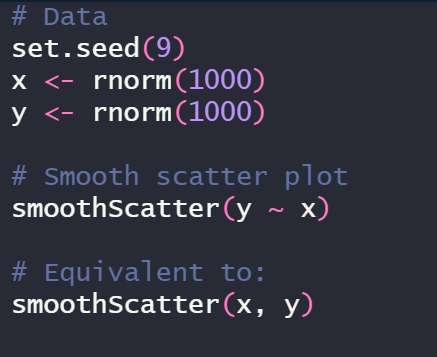 # Data
set.seed(9)
x <- rnorm(1000)
y <- rnorm(1000)
# Smooth scatter plot
smoothScatter(y ~ x)
# Equivalent to:
smoothScatter(x, y)